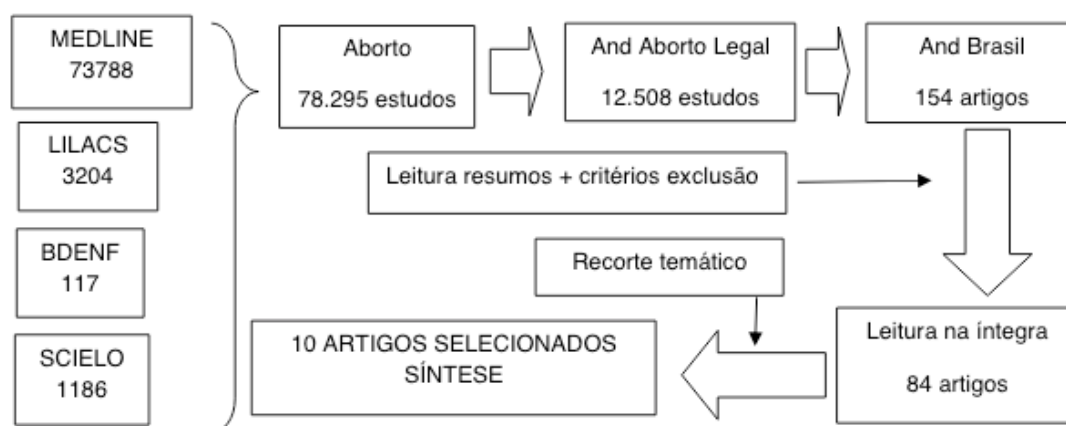 MEDLINE
73788
LILACS
3204
BDENF
117
SCIELO
1186
Aborto
78.295 estudos
And Aborto Legal
12.508 estudos
And Brasil
154 artigos
Leitura resumos + critérios exclusão
Recorte temático
Leitura na íntegra
84 artigos
10 ARTIGOS SELECIONADOS
SÍNTESE